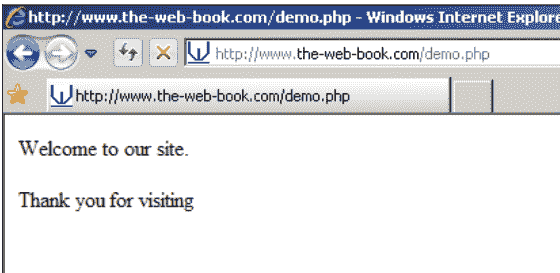 http://www.the-web-book.com/demo.php - Windows Internet Explore
http://www.the-web-book.com/demo.php
http://www.the-web-book.com/demo.php
Welcome to our site.
Thank you for visiting